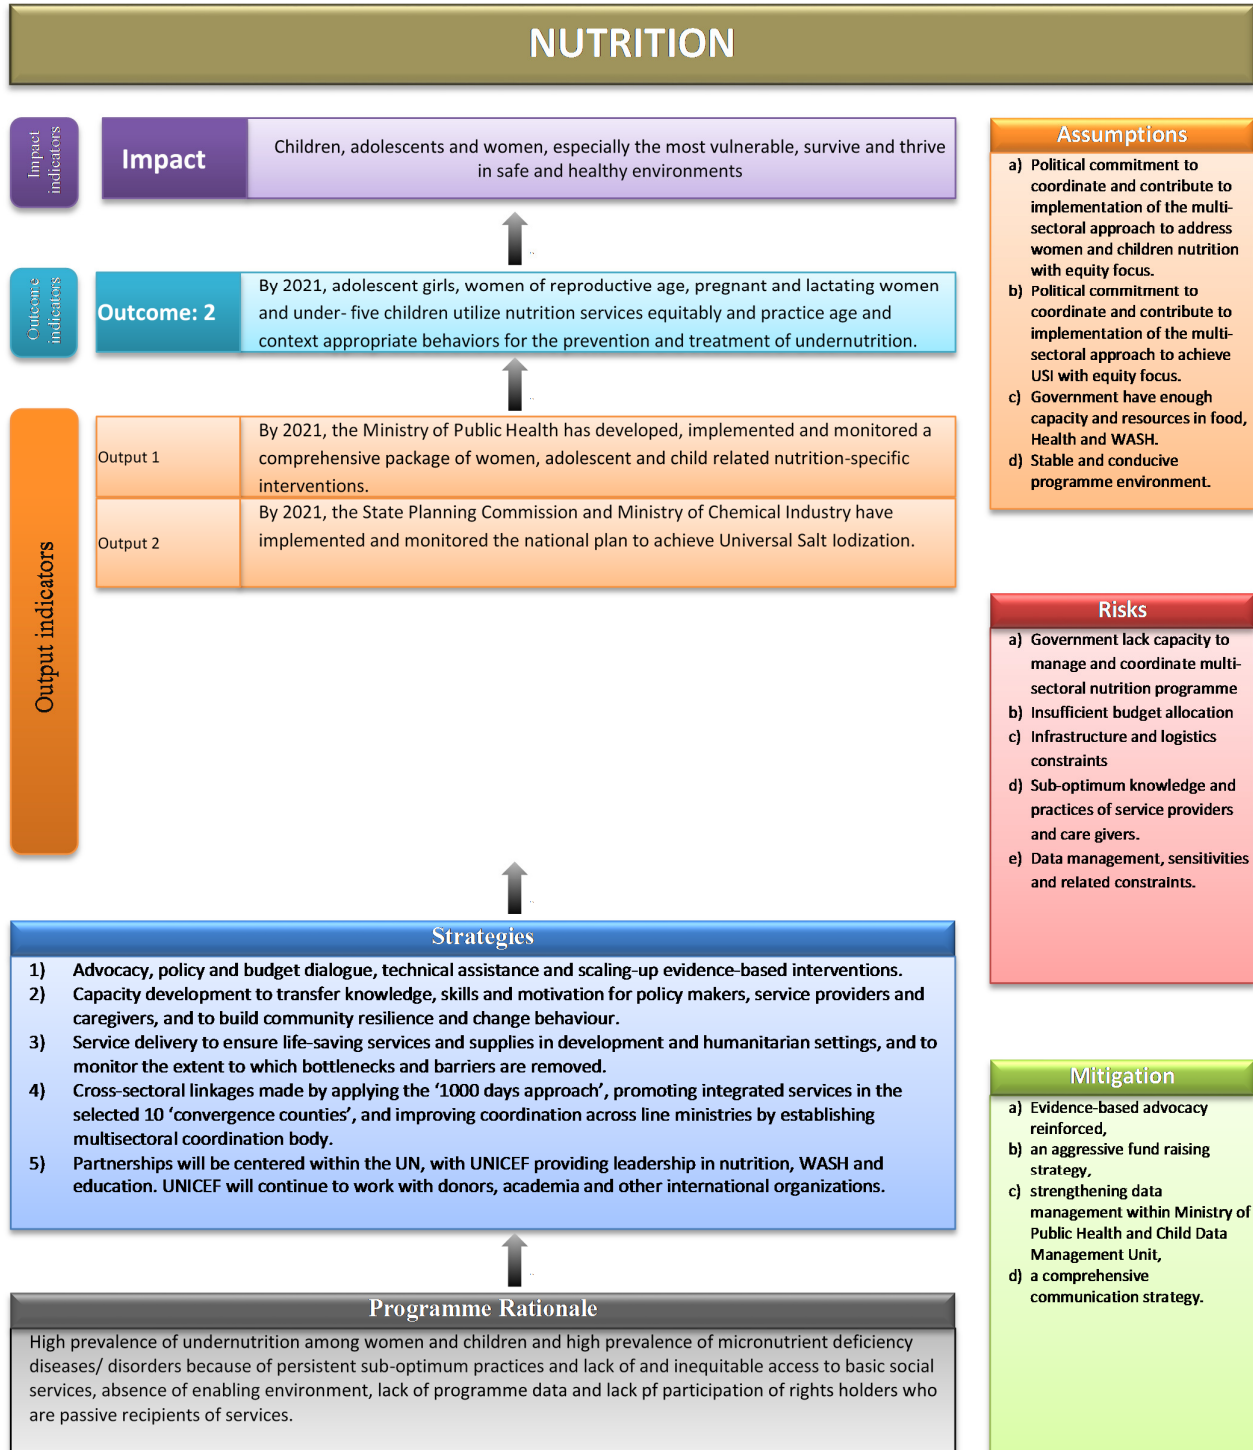 NUTRITION
Impact
indicators
Impact
Children, adolescents and women, especially the most vulnerable, survive and thrive
in safe and healthy environments
Outcome
indicators
Outcome: 2
By 2021, adolescent girls, women of reproductive age, pregnant and lactating women
and under- five children utilize nutrition services equitably and practice age and
context appropriate behaviors for the prevention and treatment of undernutrition.
Output indicators
Output 1
By 2021, the Ministry of Public Health has developed, implemented and monitored a
comprehensive package of women, adolescent and child related nutrition-specific
interventions.
Output 2
By 2021, the State Planning Commission and Ministry of Chemical Industry have
implemented and monitored the national plan to achieve Universal Salt Iodization.
Strategies
1) Advocacy, policy and budget dialogue, technical assistance and scaling-up evidence-based interventions.
2) Capacity development to transfer knowledge, skills and motivation for policy makers, service providers and
caregivers, and to build community resilience and change behaviour.
3) Service delivery to ensure life-saving services and supplies in development and humanitarian settings, and to
monitor the extent to which bottlenecks and barriers are removed.
4) Cross-sectoral linkages made by applying the ‘1000 days approach’, promoting integrated services in the
selected 10 ‘convergence counties’, and improving coordination across line ministries by establishing
multisectoral coordination body.
5) Partnerships will be centered within the UN, with UNICEF providing leadership in nutrition, WASH and
education. UNICEF will continue to work with donors, academia and other international organizations.
Programme Rationale
High prevalence of undernutrition among women and children and high prevalence of micronutrient deficiency
diseases/ disorders because of persistent sub-optimum practices and lack of and inequitable access to basic social
services, absence of enabling environment, lack of programme data and lack pf participation of rights holders who
are passive recipients of services.
Assumptions
a) Political commitment to
coordinate and contribute to
implementation of the multi-
sectoral approach to address
women and children nutrition
with equity focus.
b) Political commitment to
coordinate and contribute to
implementation of the multi-
sectoral approach to achieve
USI with equity focus.
c) Government have enough
capacity and resources in food,
Health and WASH.
d) Stable and conducive
programme environment.
Risks
a) Government lack capacity to
manage and coordinate multi-
sectoral nutrition programme
b) Insufficient budget allocation
c) Infrastructure and logistics
constraints
d) Sub-optimum knowledge and
practices of service providers
and care givers.
e) Data management, sensitivities
and related constraints.
Mitigation
a) Evidence-based advocacy
reinforced,
b) an aggressive fund raising
strategy,
c) strengthening data
management within Ministry of
Public Health and Child Data
Management Unit,
d) a comprehensive
communication strategy.